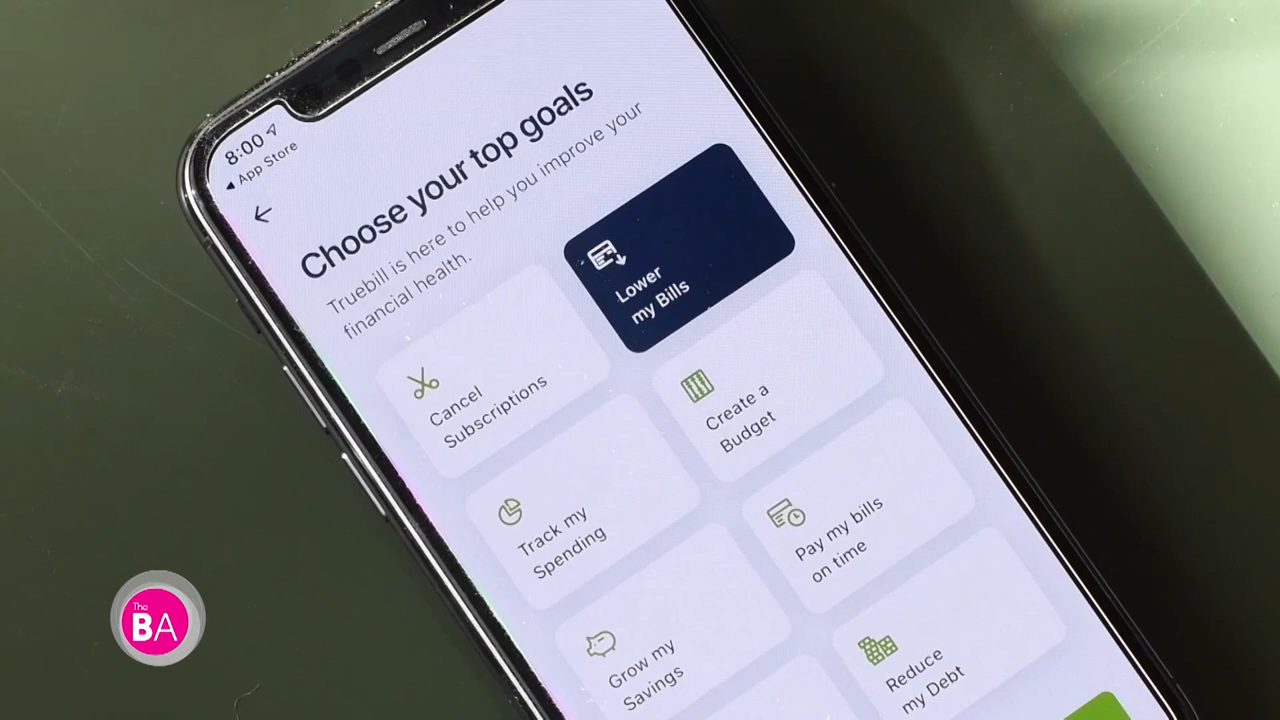 8:00
App Store
Choose your top goals
Truebill is here to help you improve your
financial health.
Cancel
Subscriptions
Lower
my Bills
Track my
Spending
Create a
Budget
Grow my
Savings
Pay my bills
on time
Reduce
my Debt
The
BA